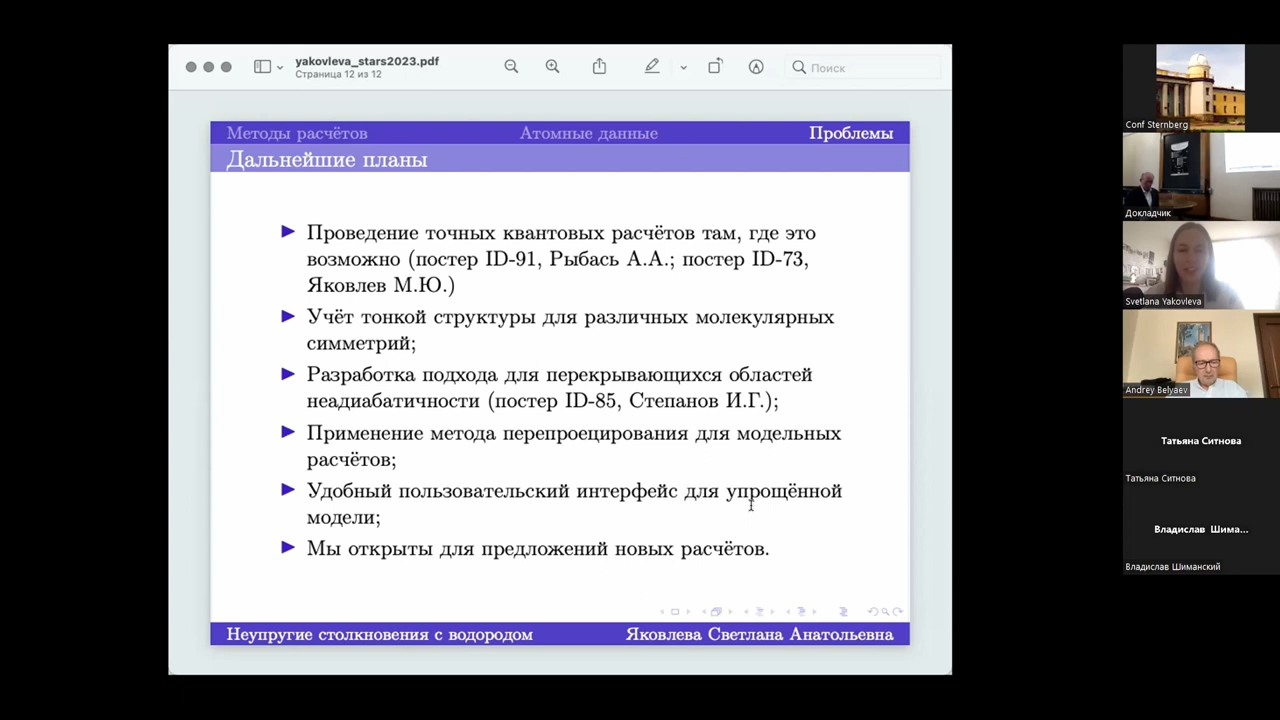 yakovleva_stars2023.pdf
Страница 12 из 12
Поиск
Методы расчётов Атомные данные Проблемы
Дальнейшие планы
Проведение точных квантовых расчётов там, где это
возможно (постер ID-91, Рыбась А.А.; постер ID-73,
Яковлев М.Ю.)
Учёт тонкой структуры для различных молекулярных
симметрий;
Разработка подхода для перекрывающихся областей
неадиабатичности (постер ID-85, Степанов И.Г.);
Применение метода перепроецирования для модельных
расчётов;
Удобный пользовательский интерфейс для упрощённой
модели;
Мы открыты для предложений новых расчётов.
Неупругие столкновения с водородом Яковлева Светлана Анатольевна
Conf Sternberg
Докладчик
Svetlana Yakovleva
Andrey Belyaev
Татьяна Ситнова
Татьяна Ситнова
Владислав Шима...
Владислав Шиманский